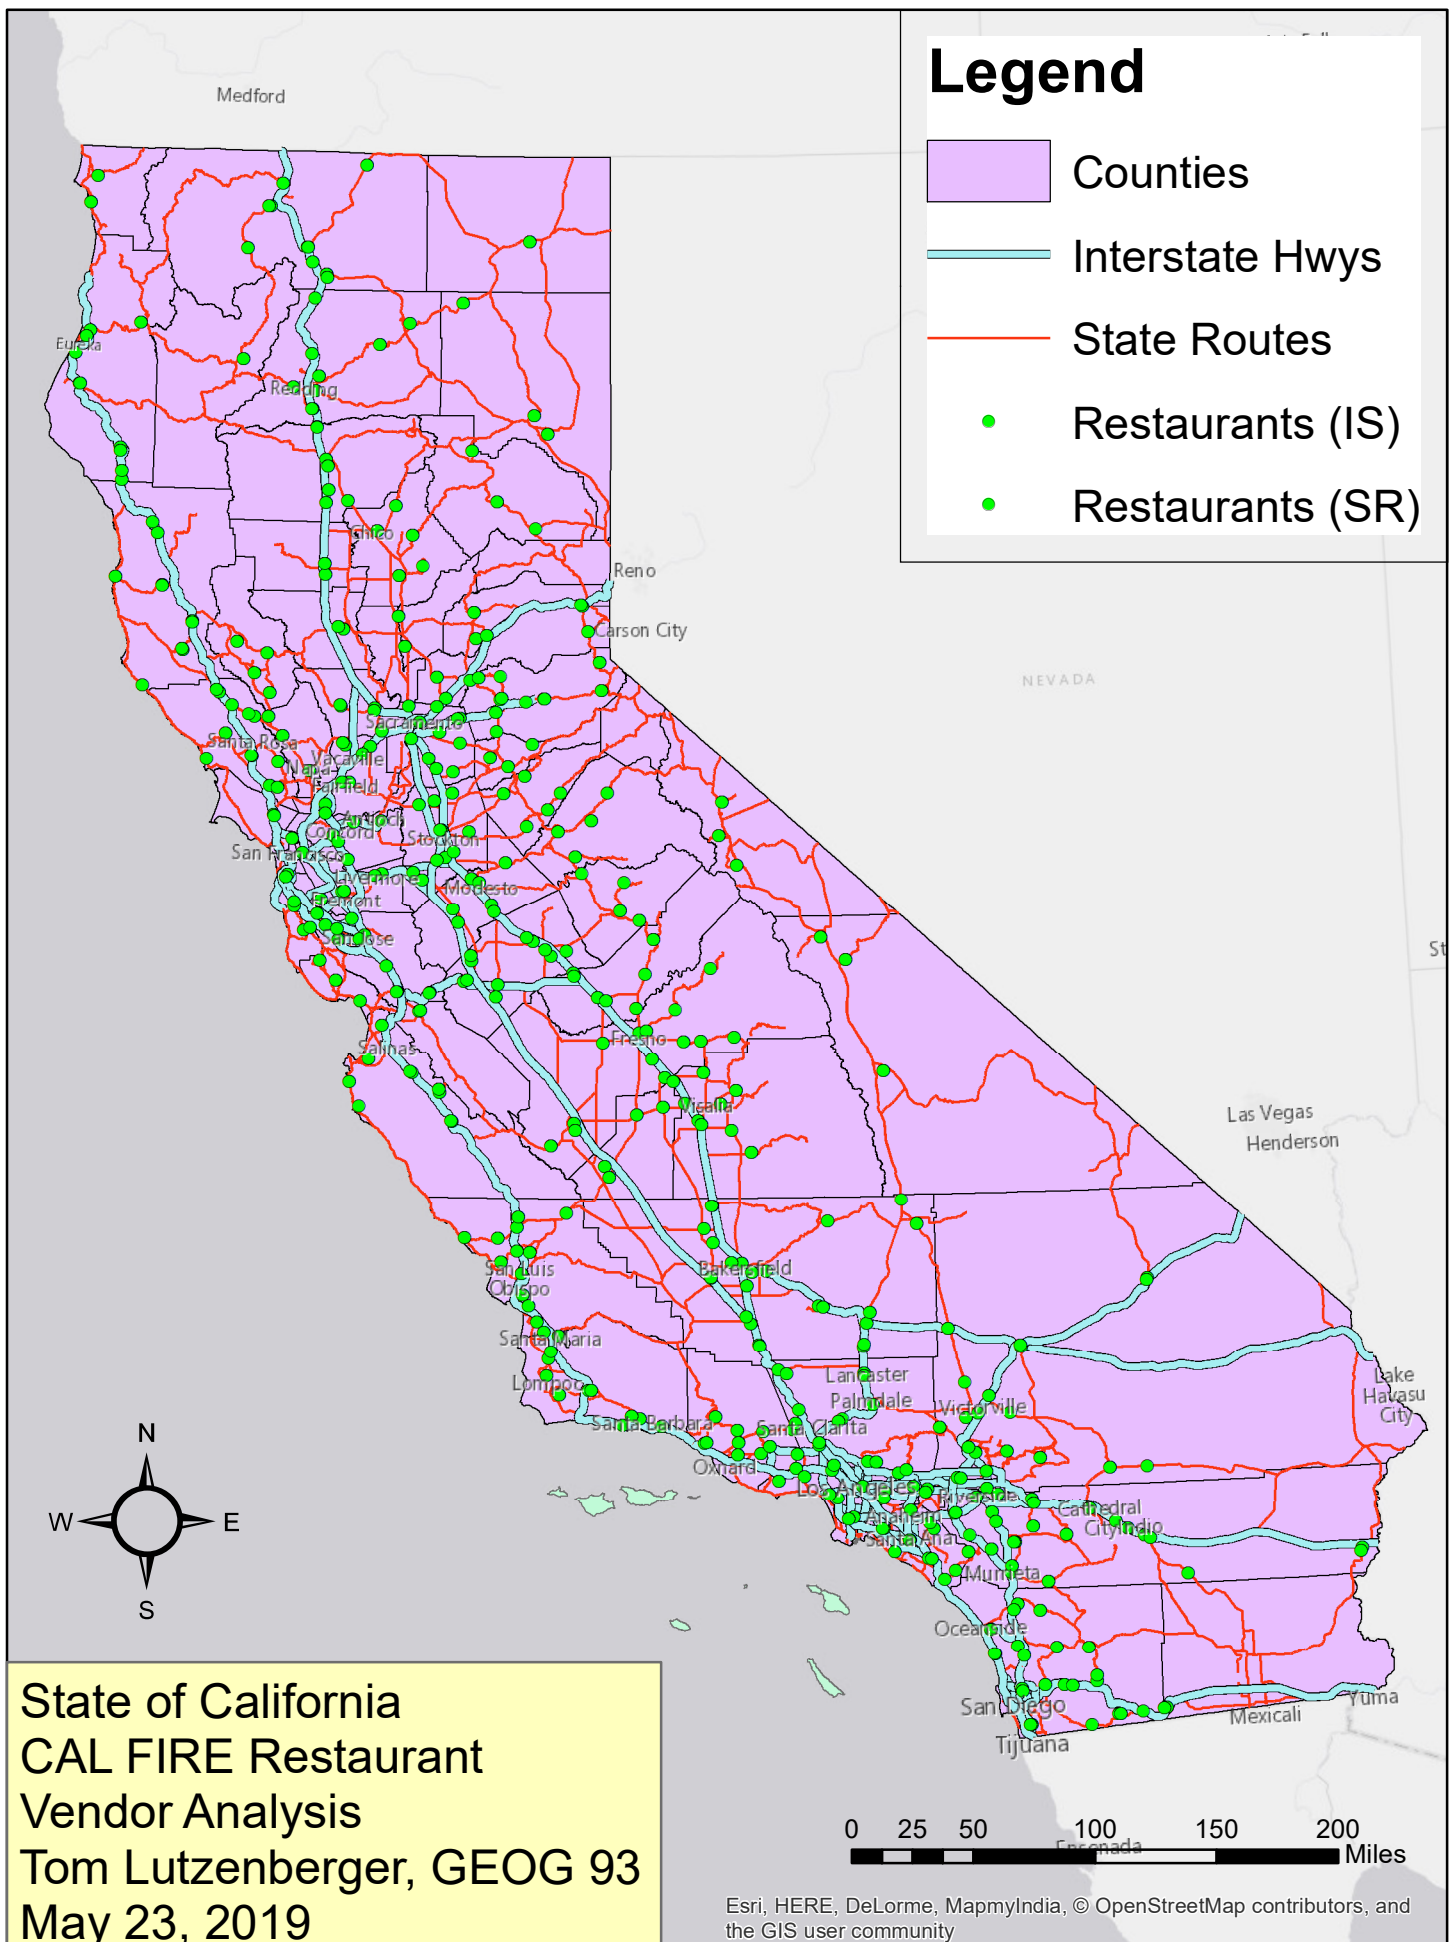 Medford
Legend
Counties
Interstate Hwys
State Routes
Restaurants (IS)
Restaurants (SR)
Eureka
Redding
Chico
Reno
Carson City
NEVADA
Sacramento
Santa Rosa
Vacaville
Napa
Fairfield
Antioch
Concord
Stockton
San Francisco
Livermore
Modesto
Fremont
San Jose
St
Salinas
Fresno
Visalia
Las Vegas
Henderson
San Luis
Obispo
Bakersfield
Santa Maria
Lompoc
Lancaster
Palmdale
Victorville
Lake
Havasu
City
Santa Barbara
Santa Clarita
Oxnard
Los Angeles
Riverside
Anaheim
Santa Ana
Cathedral
City
Indio
Murrieta
Oceanside
San Diego
Tijuana
Mexicali
Yuma
Ensenada
N
W
E
S
State of California
CAL FIRE Restaurant
Vendor Analysis
Tom Lutzenberger, GEOG 93
May 23, 2019
0 25 50 100 150 200
Miles
Esri, HERE, DeLorme, MapmyIndia, © OpenStreetMap contributors, and
the GIS user community